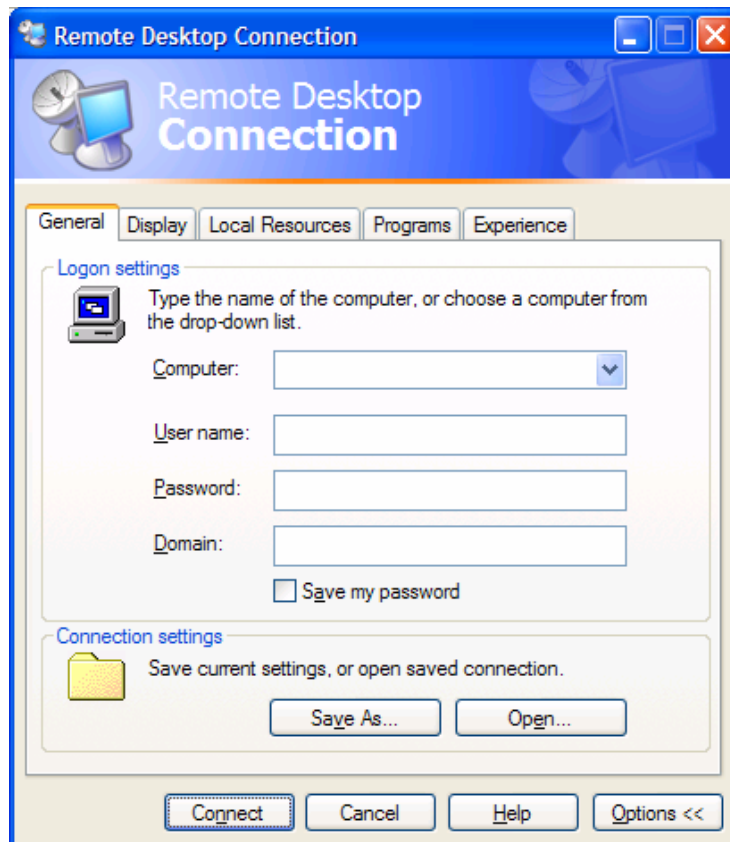 Remote Desktop Connection
Remote Desktop
Connection
General Display Local Resources Programs Experience
Logon settings
Type the name of the computer, or choose a computer from
the drop-down list.
Computer:
User name:
Password:
Domain:
Save my password
Connection settings
Save current settings, or open saved connection.
Save As... Open...
Connect Cancel Help Options <<